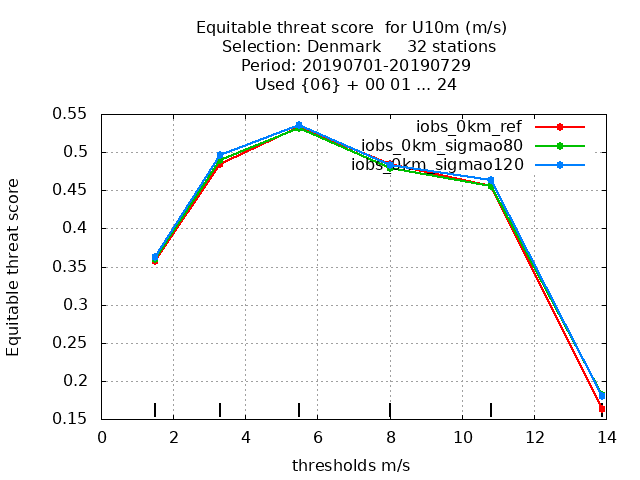 Equitable threat score  for U10m (m/s)
Selection: Denmark     32 stations
Period: 20190701-20190729
Used {06} + 00 01 ... 24
iobs_0km_ref
iobs_0km_sigmao80
iobs_0km_sigmao120
Equitable threat score
0.55
0.5
0.45
0.4
0.35
0.3
0.25
0.2
0.15
0 2 4 6 8 10 12 14
thresholds m/s